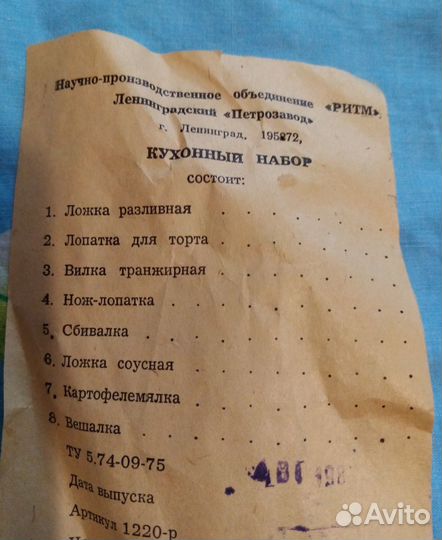 Научно-производственное объединение «РИТМ»
Ленинградский «Петрозавод»
г. Ленинград, 195272,
КУХОННЫЙ НАБОР
СОСТОИТ:
1. Ложка разливная . . . . . . .
2. Лопатка для торта . . . . . . .
3. Вилка транжирная . . . . . . .
4. Нож-лопатка . . . . . . . .
5. Сбивалка . . . . . . . . .
6. Ложка соусная . . . . . . . .
7. Картофелемялка . . . . . . .
8. Вешалка . . . . . . . . .
ТУ 5.74-09-75
АВГ 198
Дата выпуска
Артикул 1220-р
Avito